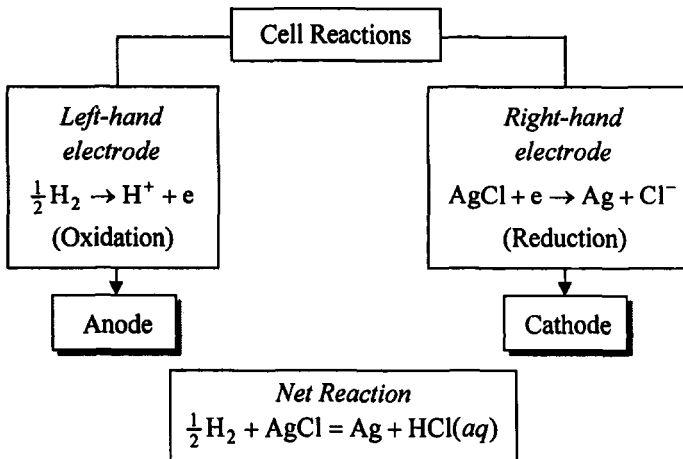 Cell Reactions
Left-hand
electrode
½H₂ → H⁺ + e
(Oxidation)
Right-hand
electrode
AgCl + e → Ag + Cl⁻
(Reduction)
Anode
Cathode
Net Reaction
½H₂ + AgCl = Ag + HCl(aq)